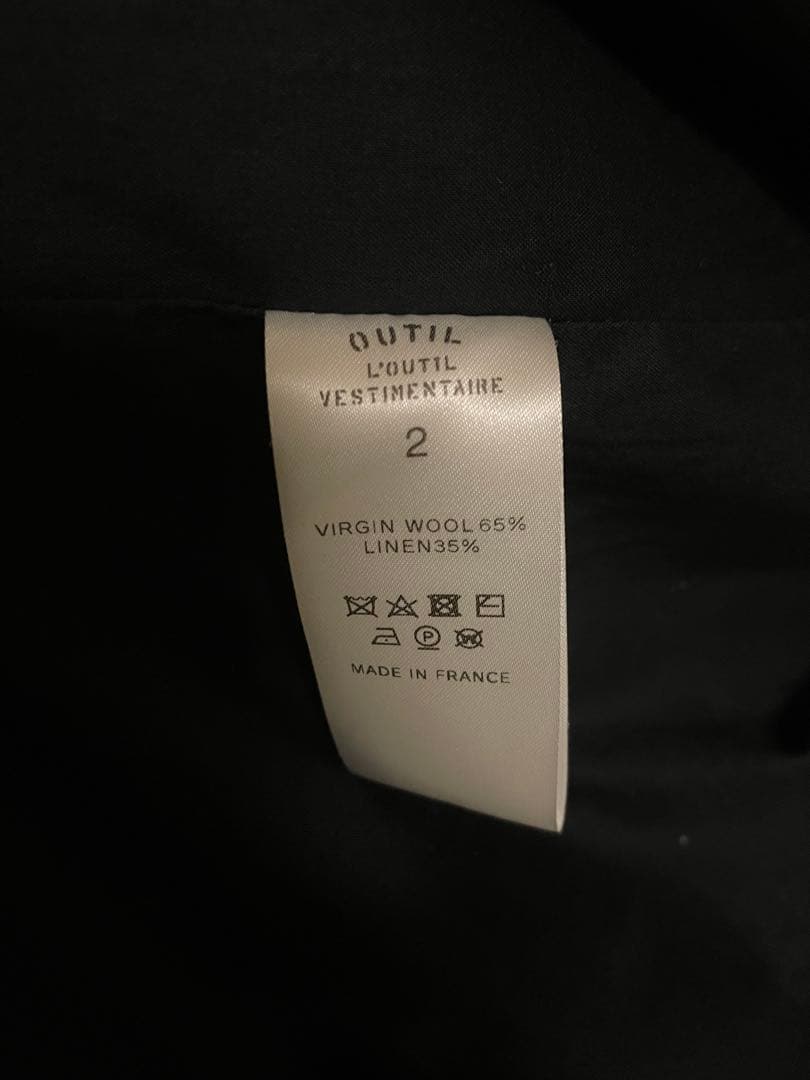 OUTIL
L'OUTIL
VESTIMENTAIRE
2
VIRGIN WOOL 65%
LINEN35%
P
W
MADE IN FRANCE